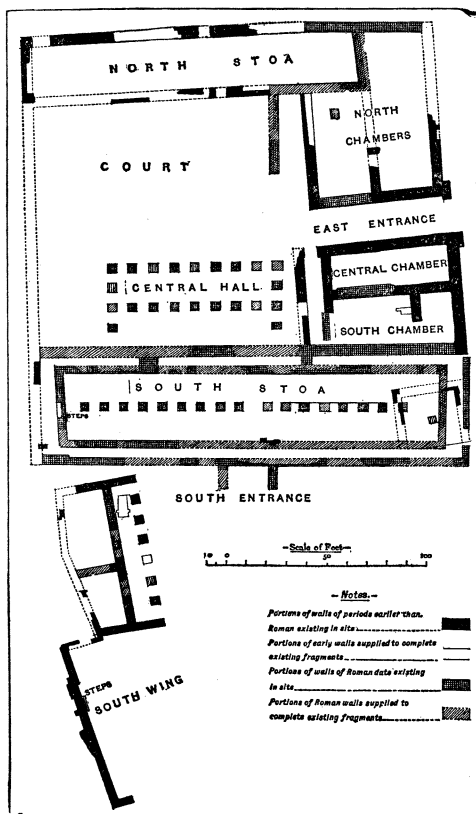 NORTH STOA
COURT
NORTH
CHAMBERS
EAST ENTRANCE
CENTRAL CHAMBER
CENTRAL HALL
SOUTH CHAMBER
SOUTH STOA
STEPS
SOUTH ENTRANCE
Scale of Feet
10 0 50 100
Notes.
Portions of walls of periods earlier than
Roman existing in situ
Portions of early walls supplied to complete
existing fragments
Portions of walls of Roman date existing
in situ
Portions of Roman walls supplied to
complete existing fragments
STEPS
SOUTH WING